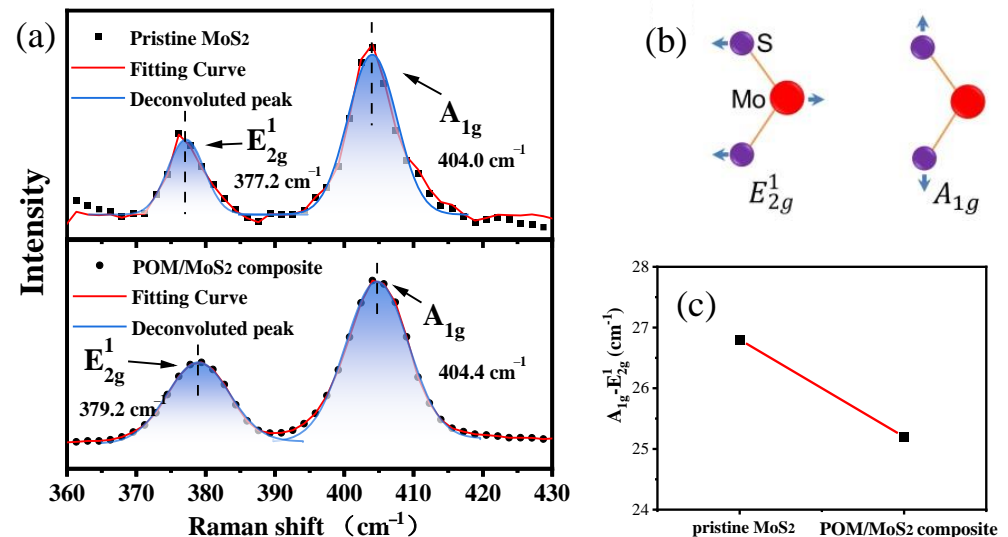 (a)
Pristine MoS2
Fitting Curve
Deconvoluted peak
E¹2g
377.2 cm⁻¹
A1g
404.0 cm⁻¹
POM/MoS2 composite
Fitting Curve
Deconvoluted peak
E¹2g
379.2 cm⁻¹
A1g
404.4 cm⁻¹
Intensity
360 370 380 390 400 410 420 430
Raman shift （cm⁻¹）
(b)
S
Mo
E¹2g
A1g
(c)
28
27
26
25
24
A1g-E¹2g (cm⁻¹)
pristine MoS2 POM/MoS2 composite